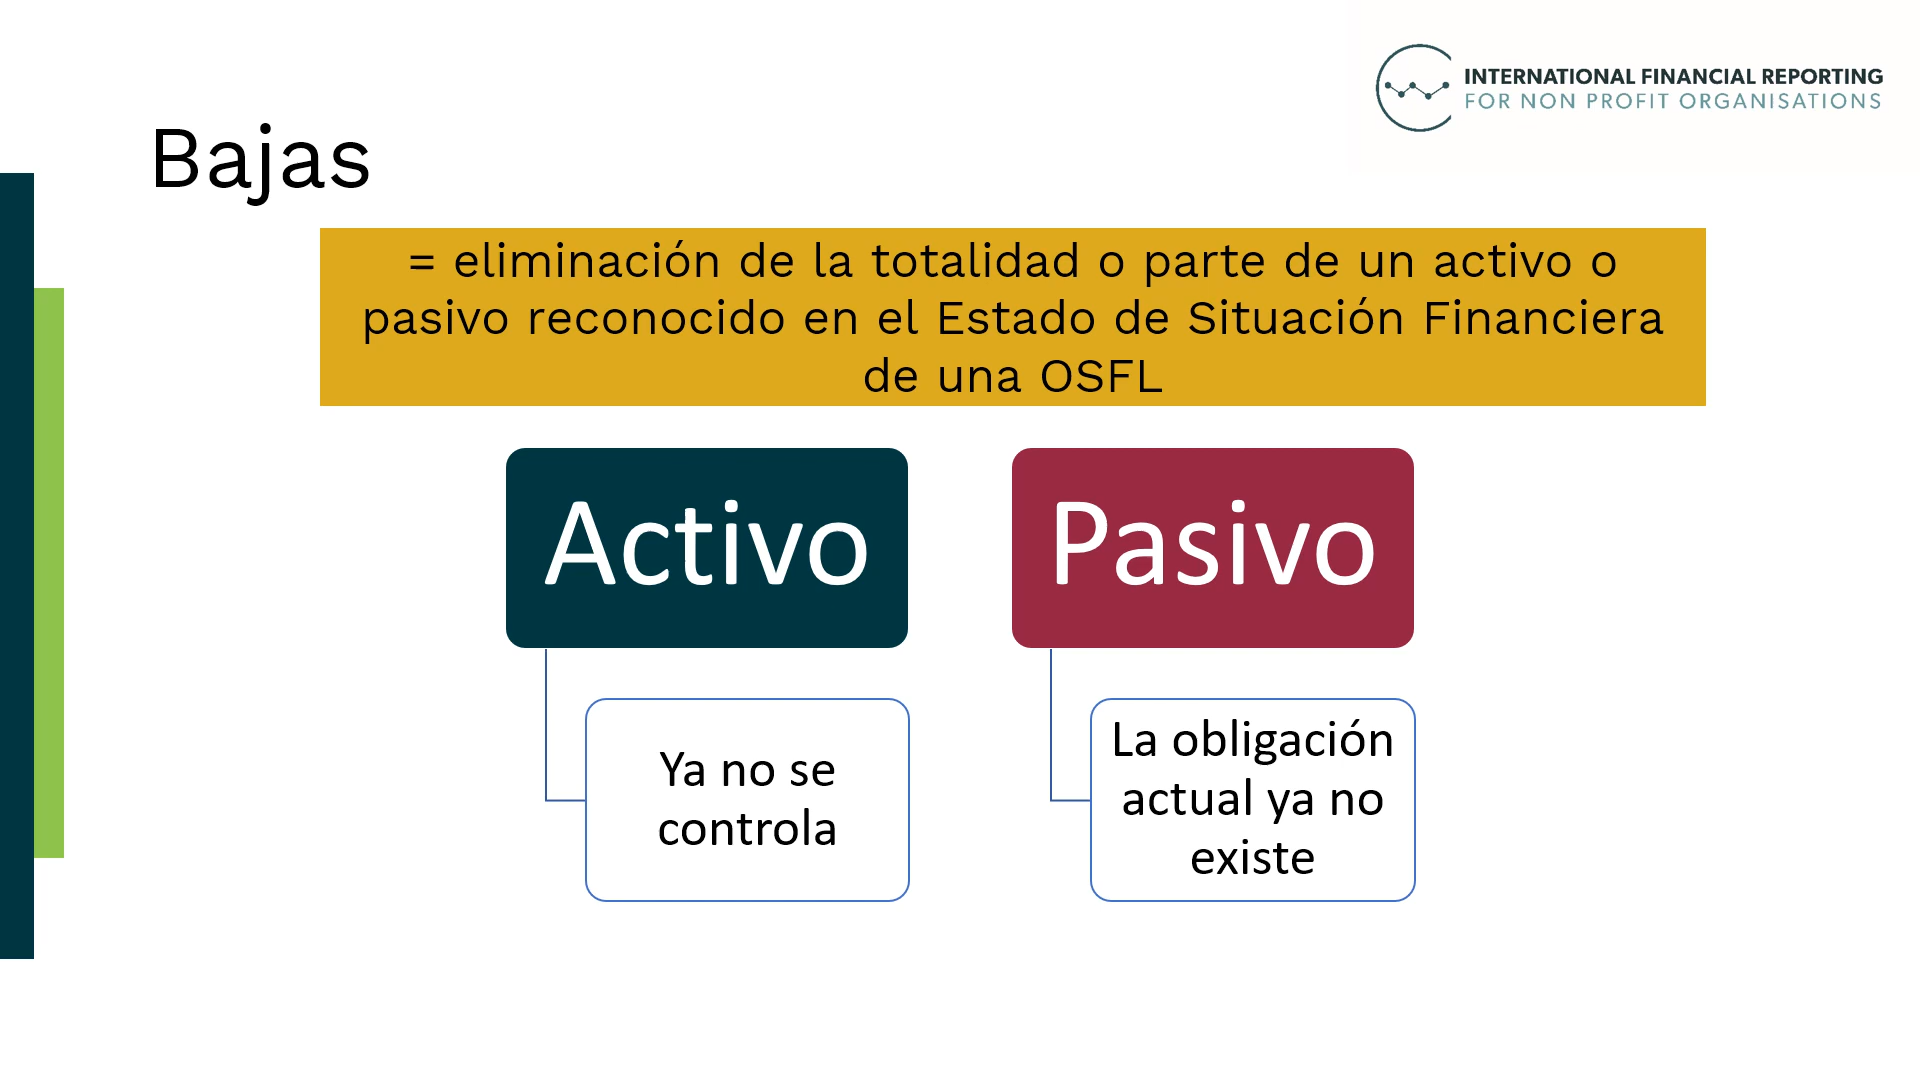 INTERNATIONAL FINANCIAL REPORTING
FOR NON PROFIT ORGANISATIONS
Bajas
= eliminación de la totalidad o parte de un activo o
pasivo reconocido en el Estado de Situación Financiera
de una OSFL
Activo
Ya no se
controla
Pasivo
La obligación
actual ya no
existe